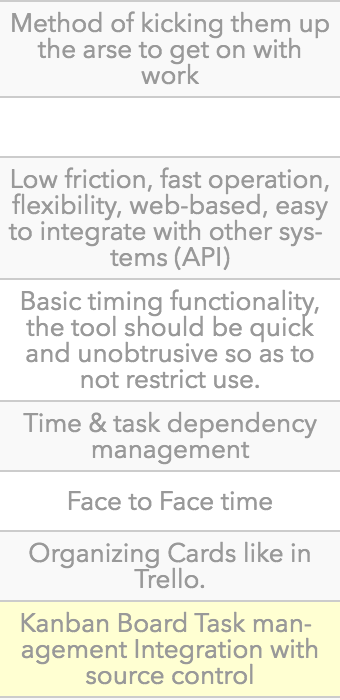 Method of kicking them up
the arse to get on with
work
Low friction, fast operation,
flexibility, web-based, easy
to integrate with other sys-
tems (API)
Basic timing functionality,
the tool should be quick
and unobtrusive so as to
not restrict use.
Time & task dependency
management
Face to Face time
Organizing Cards like in
Trello.
Kanban Board Task man-
agement Integration with
source control